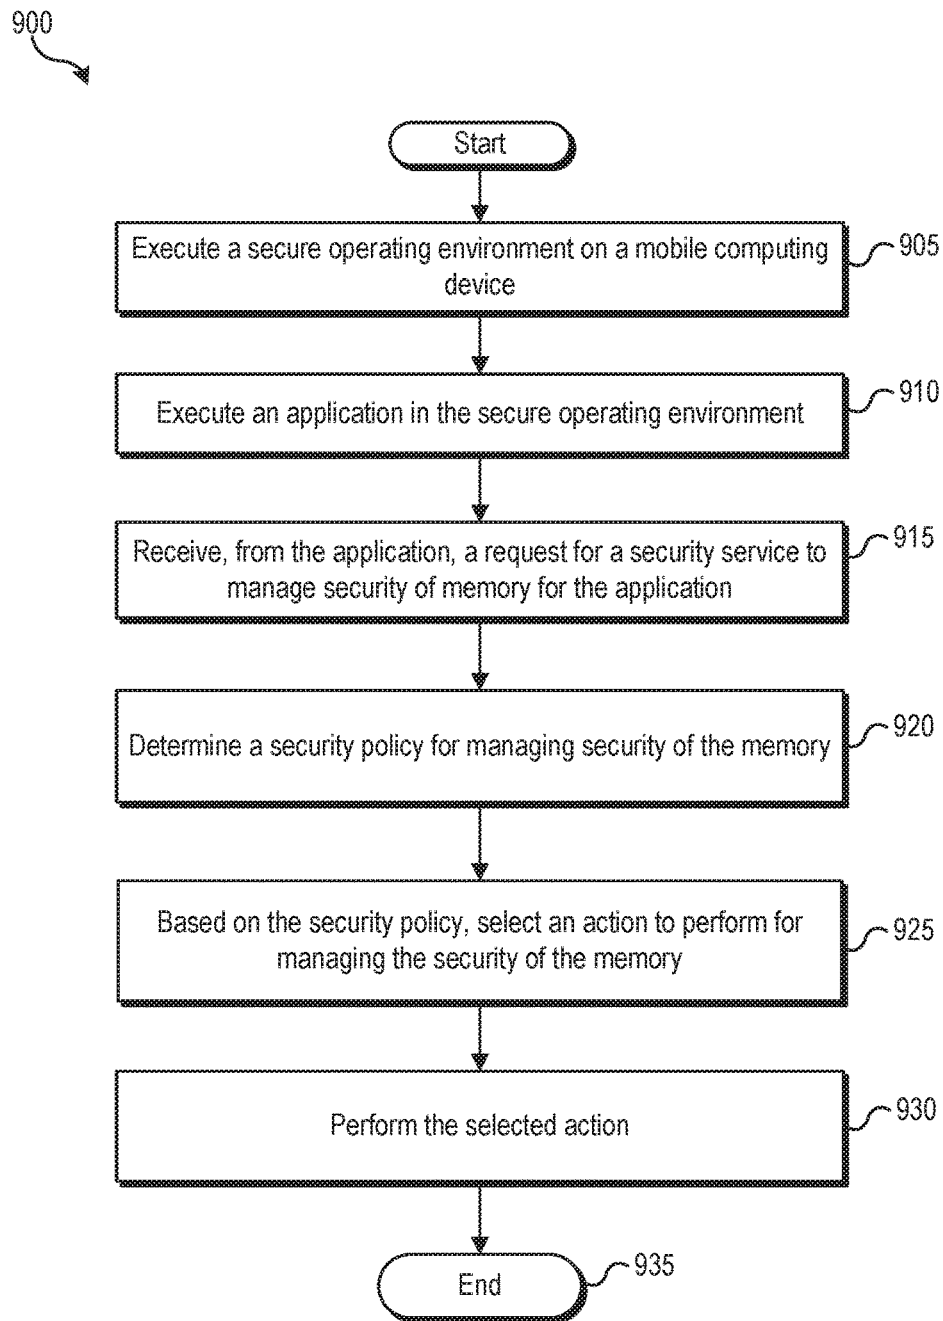 900
Start
Execute a secure operating environment on a mobile computing
device
905
Execute an application in the secure operating environment
910
Receive, from the application, a request for a security service to
manage security of memory for the application
915
Determine a security policy for managing security of the memory
920
Based on the security policy, select an action to perform for
managing the security of the memory
925
Perform the selected action
930
End
935